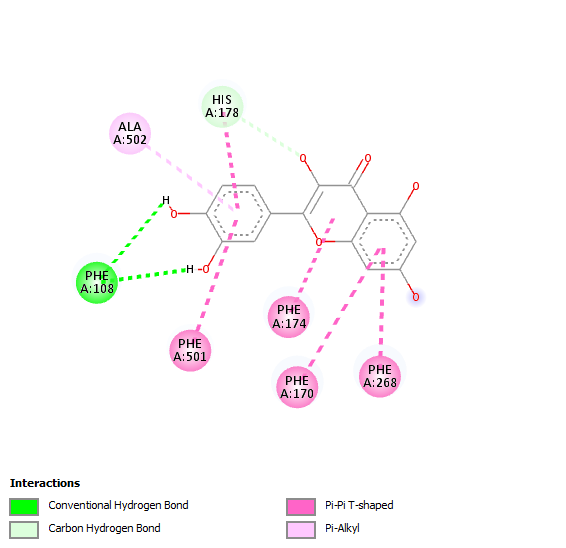 HIS
A:178
ALA
A:502
O
O
O
H
O
H
O
O
O
PHE
A:108
PHE
A:174
PHE
A:501
PHE
A:268
PHE
A:170
Interactions
Conventional Hydrogen Bond
Carbon Hydrogen Bond
Pi-Pi T-shaped
Pi-Alkyl